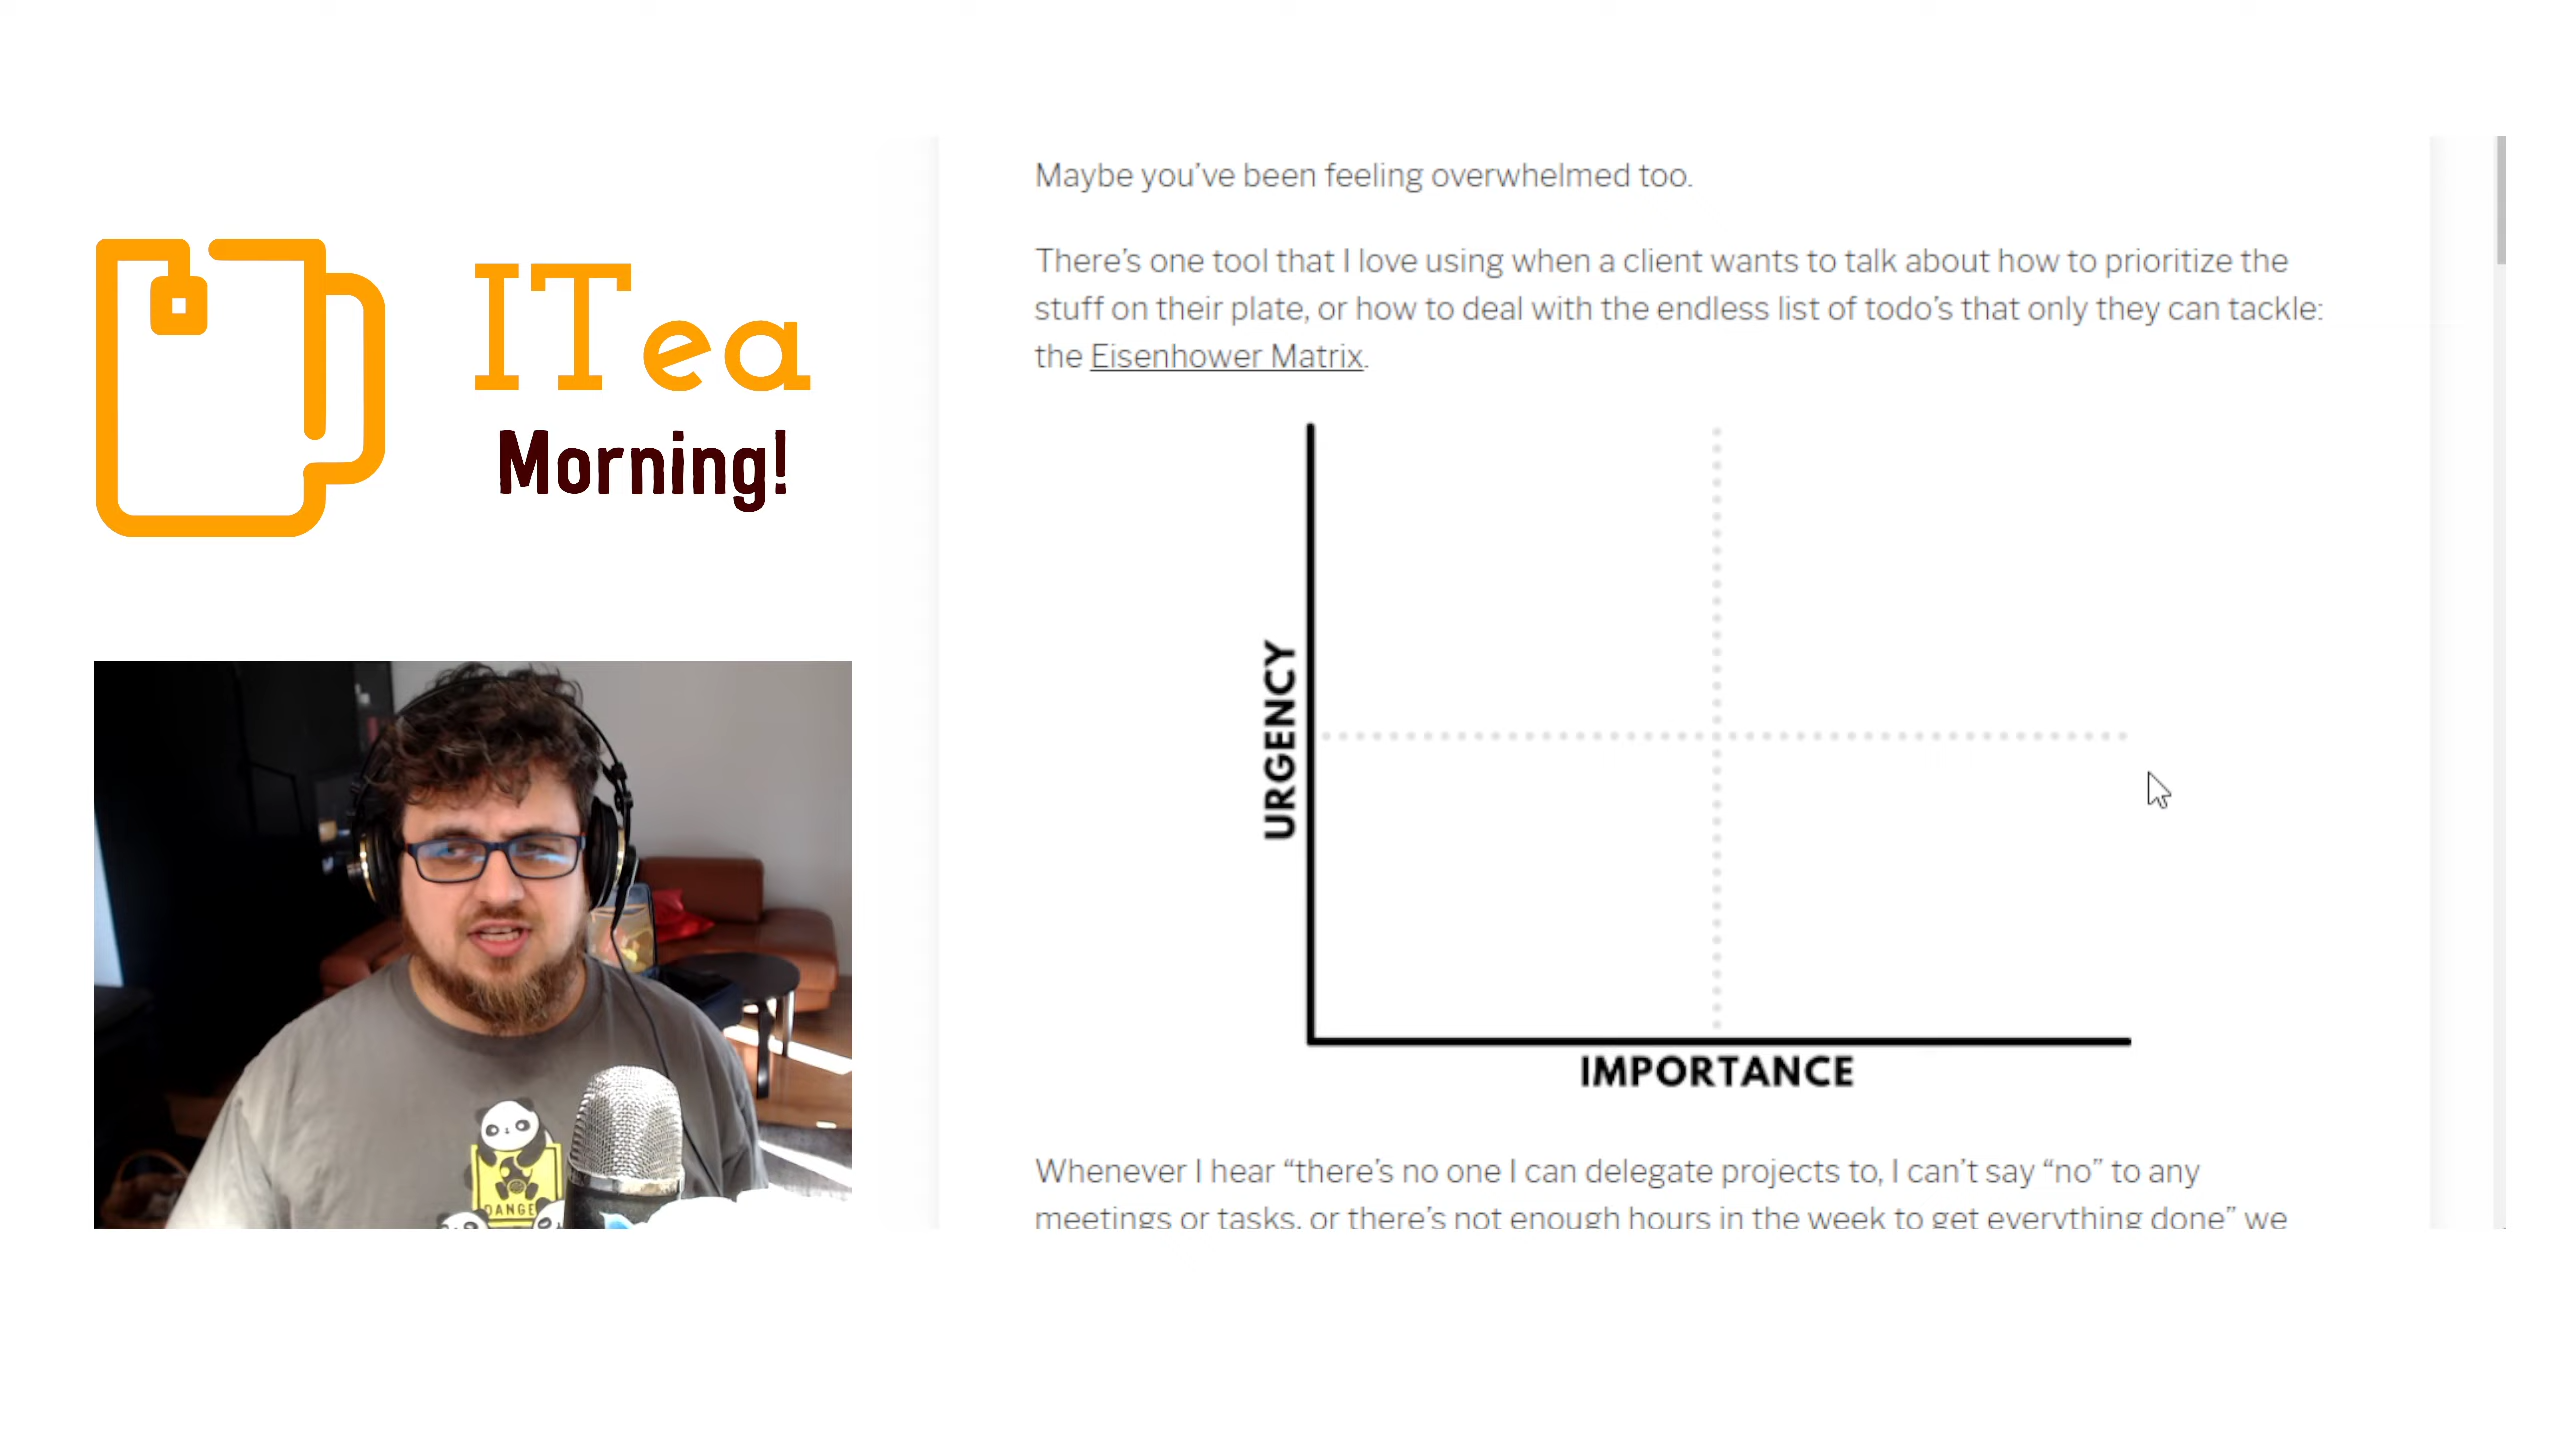 ITea
Morning!
Maybe you’ve been feeling overwhelmed too.
There’s one tool that I love using when a client wants to talk about how to prioritize the
stuff on their plate, or how to deal with the endless list of todo’s that only they can tackle:
the Eisenhower Matrix.
URGENCY
IMPORTANCE
Whenever I hear “there’s no one I can delegate projects to, I can’t say “no” to any
meetings or tasks, or there’s not enough hours in the week to get everything done” we
DANGE